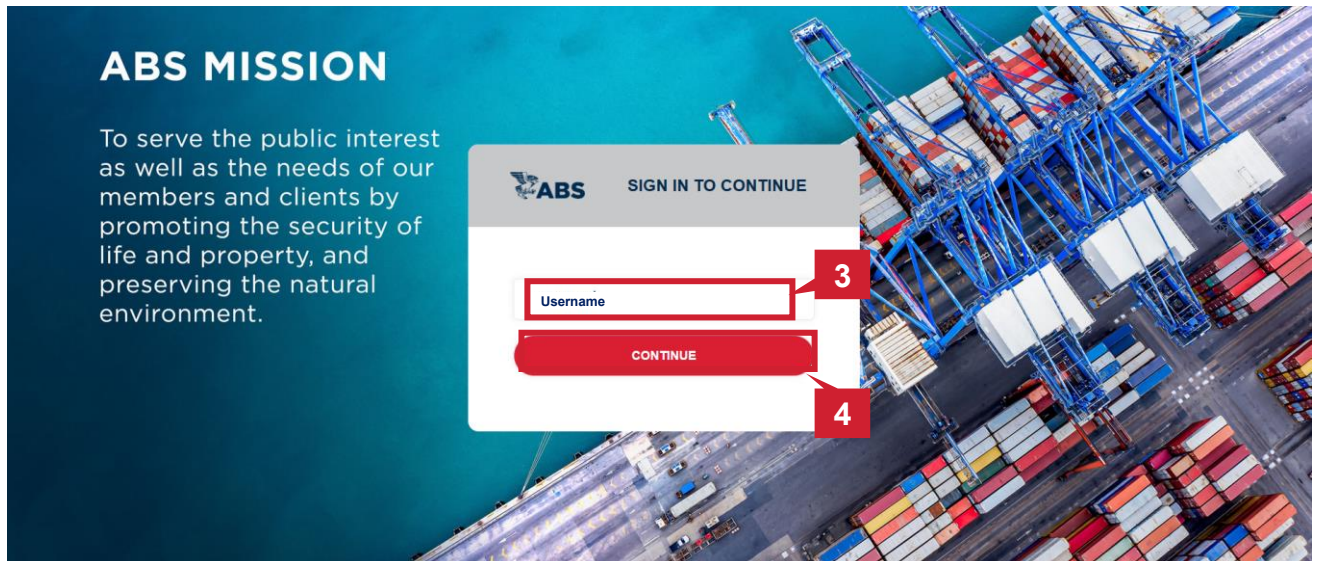 ABS MISSION
To serve the public interest
as well as the needs of our
members and clients by
promoting the security of
life and property, and
preserving the natural
environment.
ABS
SIGN IN TO CONTINUE
3
Username
CONTINUE
4